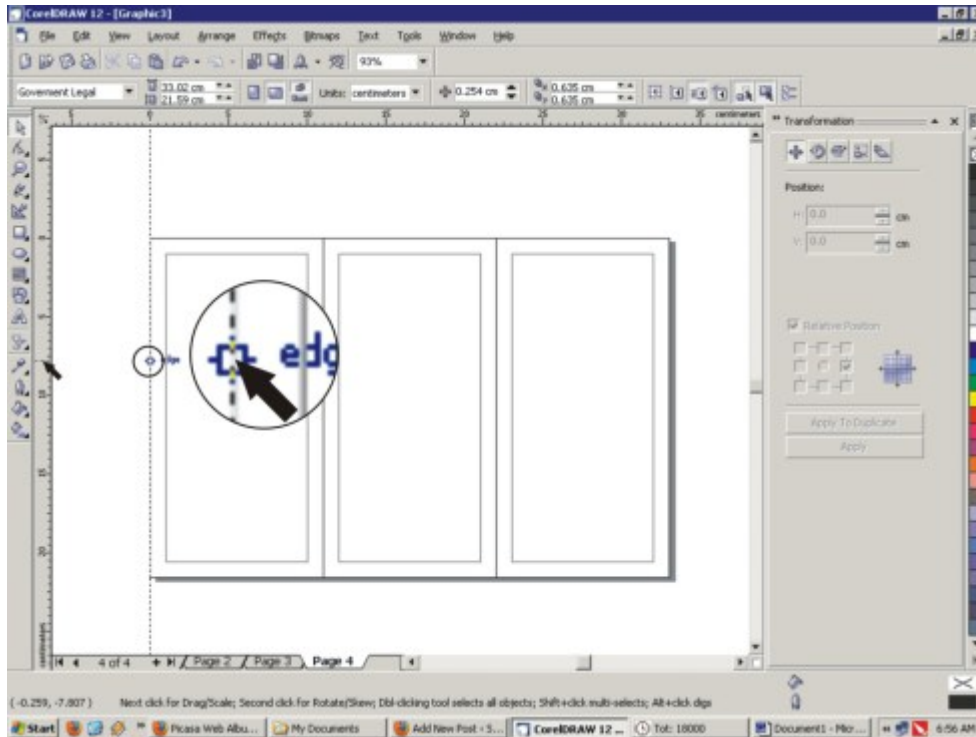 CorelDRAW 12 - [Graphic3]
File Edit View Layout Arrange Effects Bitmaps Text Tools Window Help
93%
Goverment Legal 33.02 cm 21.59 cm Units: centimeters 0.254 cm 0.635 cm 0.635 cm
centimeters
Transformation
Position:
H: 0.0 cm
V: 0.0 cm
edge
edg
Relative Position
Apply To Duplicate
Apply
centimeters
4 of 4 Page 2 Page 3 Page 4
(-0.259, -7.807) Next click for Drag/Scale; Second click for Rotate/Skew; Dbl-clicking tool selects all objects; Shift+click multi-selects; Alt+click digs
Start Picasa Web Albu... My Documents Add New Post ‹ S... CorelDRAW 12 ... Tot: 18000 Document1 - Micr... 6:56 AM